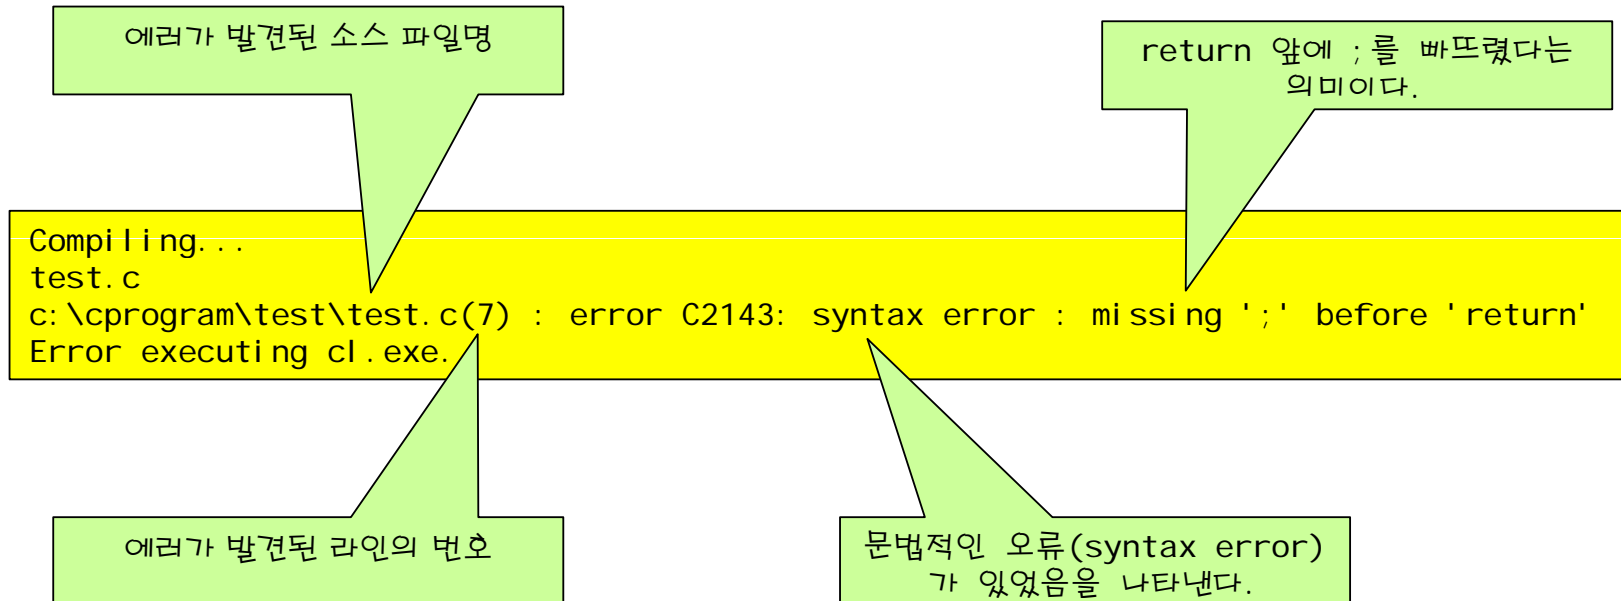 에러가 발견된 소스 파일명
return 앞에 ;를 빠뜨렸다는
의미이다.
Compiling...
test.c
c:\cprogram\test\test.c(7) : error C2143: syntax error : missing ';' before 'return'
Error executing cl.exe.
에러가 발견된 라인의 번호
문법적인 오류(syntax error)
가 있었음을 나타낸다.